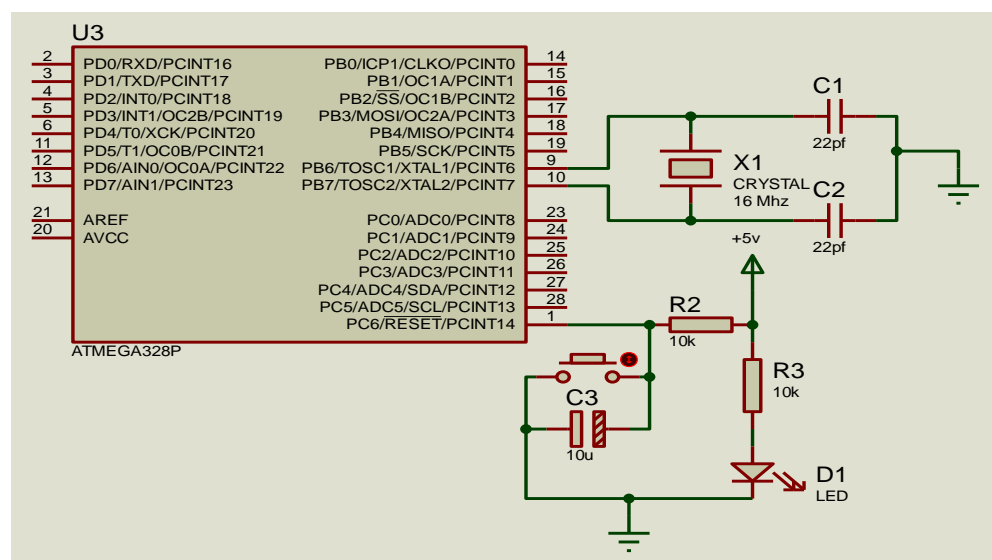 U3
2 PD0/RXD/PCINT16 PB0/ICP1/CLKO/PCINT0 14
3 PD1/TXD/PCINT17 PB1/OC1A/PCINT1 15
4 PD2/INT0/PCINT18 PB2/SS/OC1B/PCINT2 16
5 PD3/INT1/OC2B/PCINT19 PB3/MOSI/OC2A/PCINT3 17
6 PD4/T0/XCK/PCINT20 PB4/MISO/PCINT4 18
11 PD5/T1/OC0B/PCINT21 PB5/SCK/PCINT5 19
12 PD6/AIN0/OC0A/PCINT22 PB6/TOSC1/XTAL1/PCINT6 9
13 PD7/AIN1/PCINT23 PB7/TOSC2/XTAL2/PCINT7 10
21 AREF PC0/ADC0/PCINT8 23
20 AVCC PC1/ADC1/PCINT9 24
PC2/ADC2/PCINT10 25
PC3/ADC3/PCINT11 26
PC4/ADC4/SDA/PCINT12 27
PC5/ADC5/SCL/PCINT13 28
PC6/RESET/PCINT14 1
ATMEGA328P
C1
22pf
X1
CRYSTAL
16 Mhz
C2
22pf
+5v
R2
10k
R3
10k
C3
10u
D1
LED